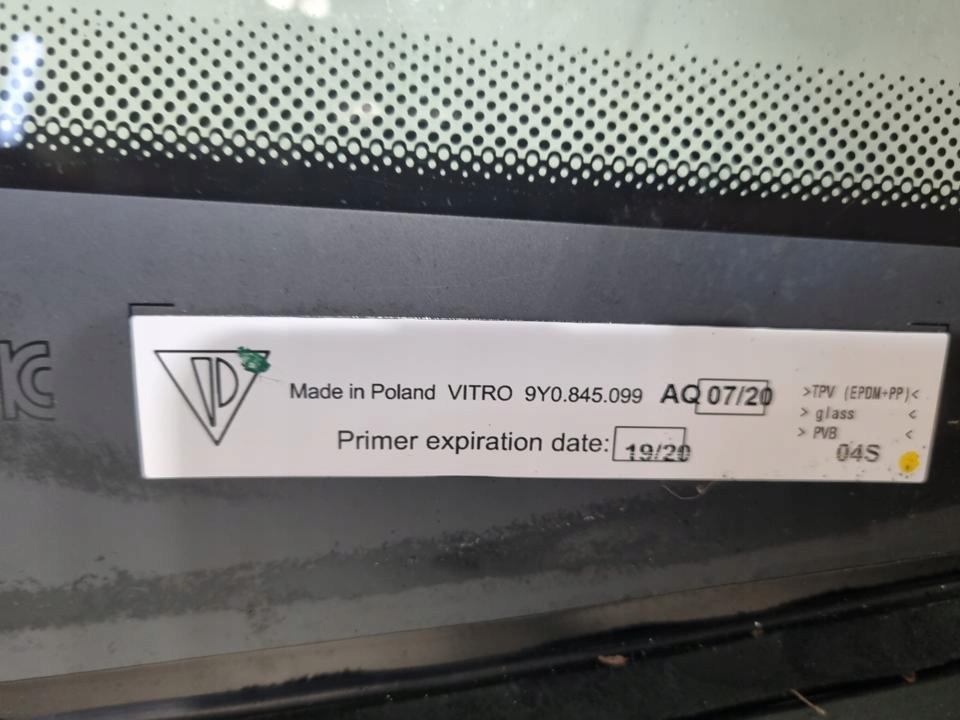 Made in Poland VITRO 9Y0.845.099 AQ 07/20
Primer expiration date: 19/20
>TPV (EPDM+PP)<
> glass <
> PVB <
04S